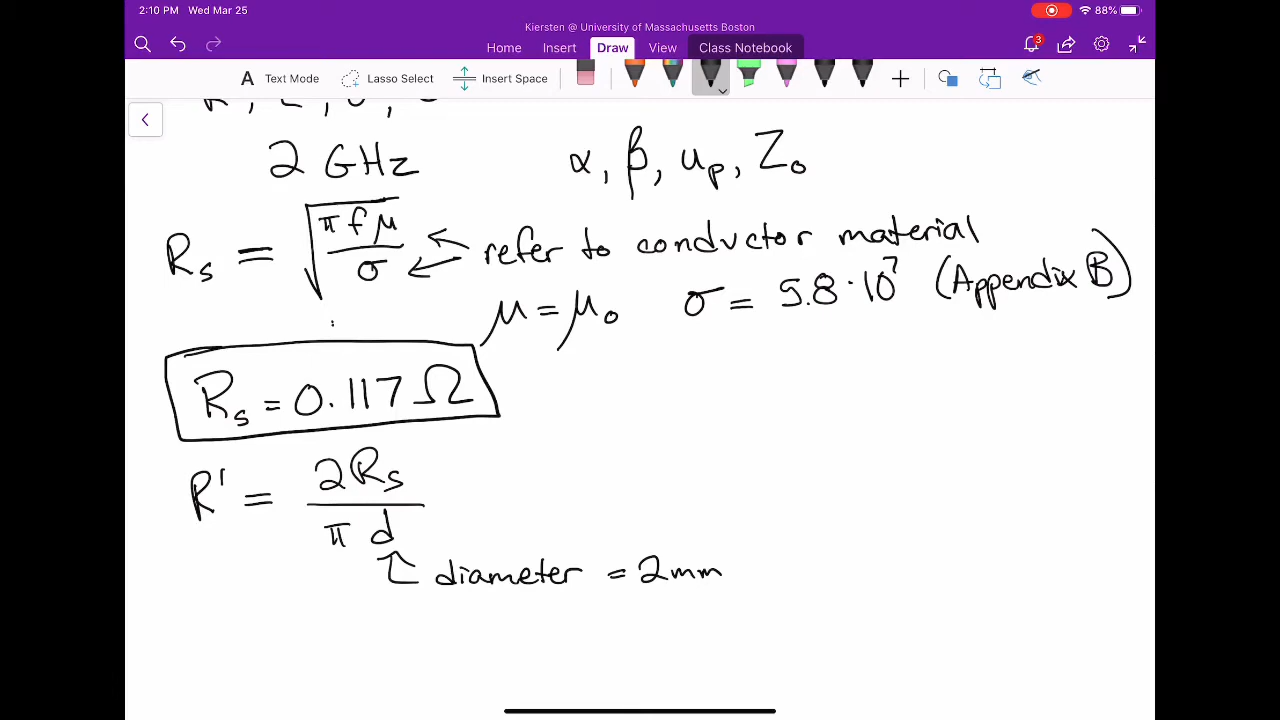 2:10 PM Wed Mar 25
88%
Kiersten @ University of Massachusetts Boston
Home Insert Draw View Class Notebook
3
A Text Mode Lasso Select Insert Space
2 GHz α, β, uₚ, Z₀
Rₛ = √(π f μ / σ) refer to conductor material
μ = μ₀ σ = 5.8 · 10⁷ (Appendix B)
Rₛ = 0.117 Ω
R' = 2Rₛ / π d
diameter = 2mm